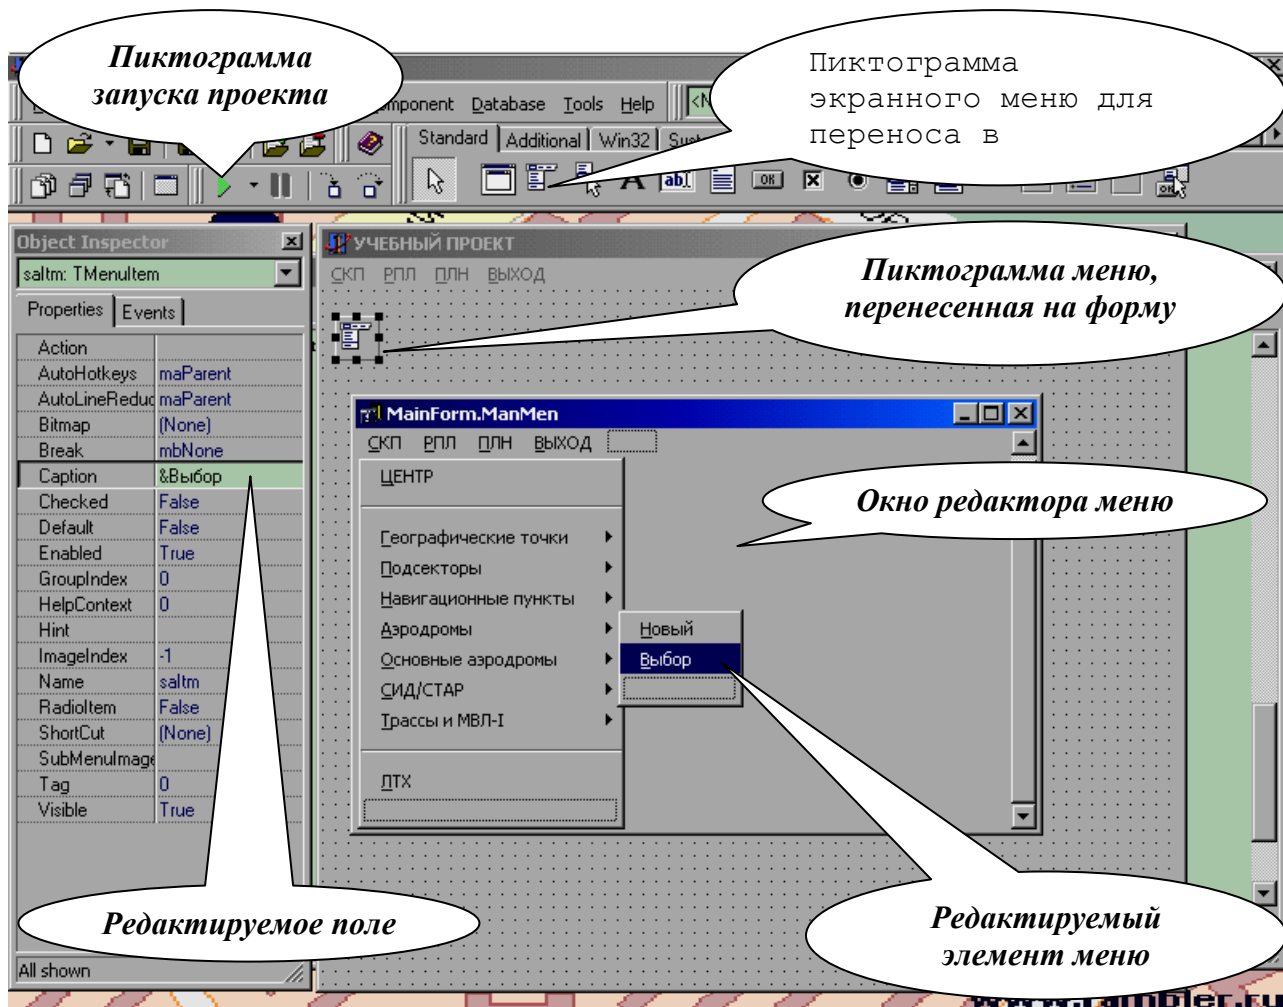 Пиктограмма
запуска проекта
Пиктограмма
экранного меню для
переноса в
Database Tools Help
Standard Additional Win32
Object Inspector
saltm: TMenuItem
Properties Events
Action
AutoHotkeys maParent
maParent
Bitmap (None)
Break mbNone
Caption &Выбор
Checked False
Default False
Enabled True
GroupIndex 0
HelpContext 0
Hint
ImageIndex -1
Name saltm
RadioItem False
ShortCut (None)
SubMenuImage
Tag 0
Visible True
All shown
УЧЕБНЫЙ ПРОЕКТ
СКП РПЛ ПЛН ВЫХОД
Пиктограмма меню,
перенесенная на форму
MainForm.ManMen
СКП РПЛ ПЛН ВЫХОД
ЦЕНТР
Географические точки
Подсекторы
Навигационные пункты
Аэродромы
Основные аэродромы
СИД/СТАР
Трассы и МВЛ-I
ЛТХ
Новый
Выбор
Окно редактора меню
Редактируемое поле
Редактируемый
элемент меню
www.rambler.ru